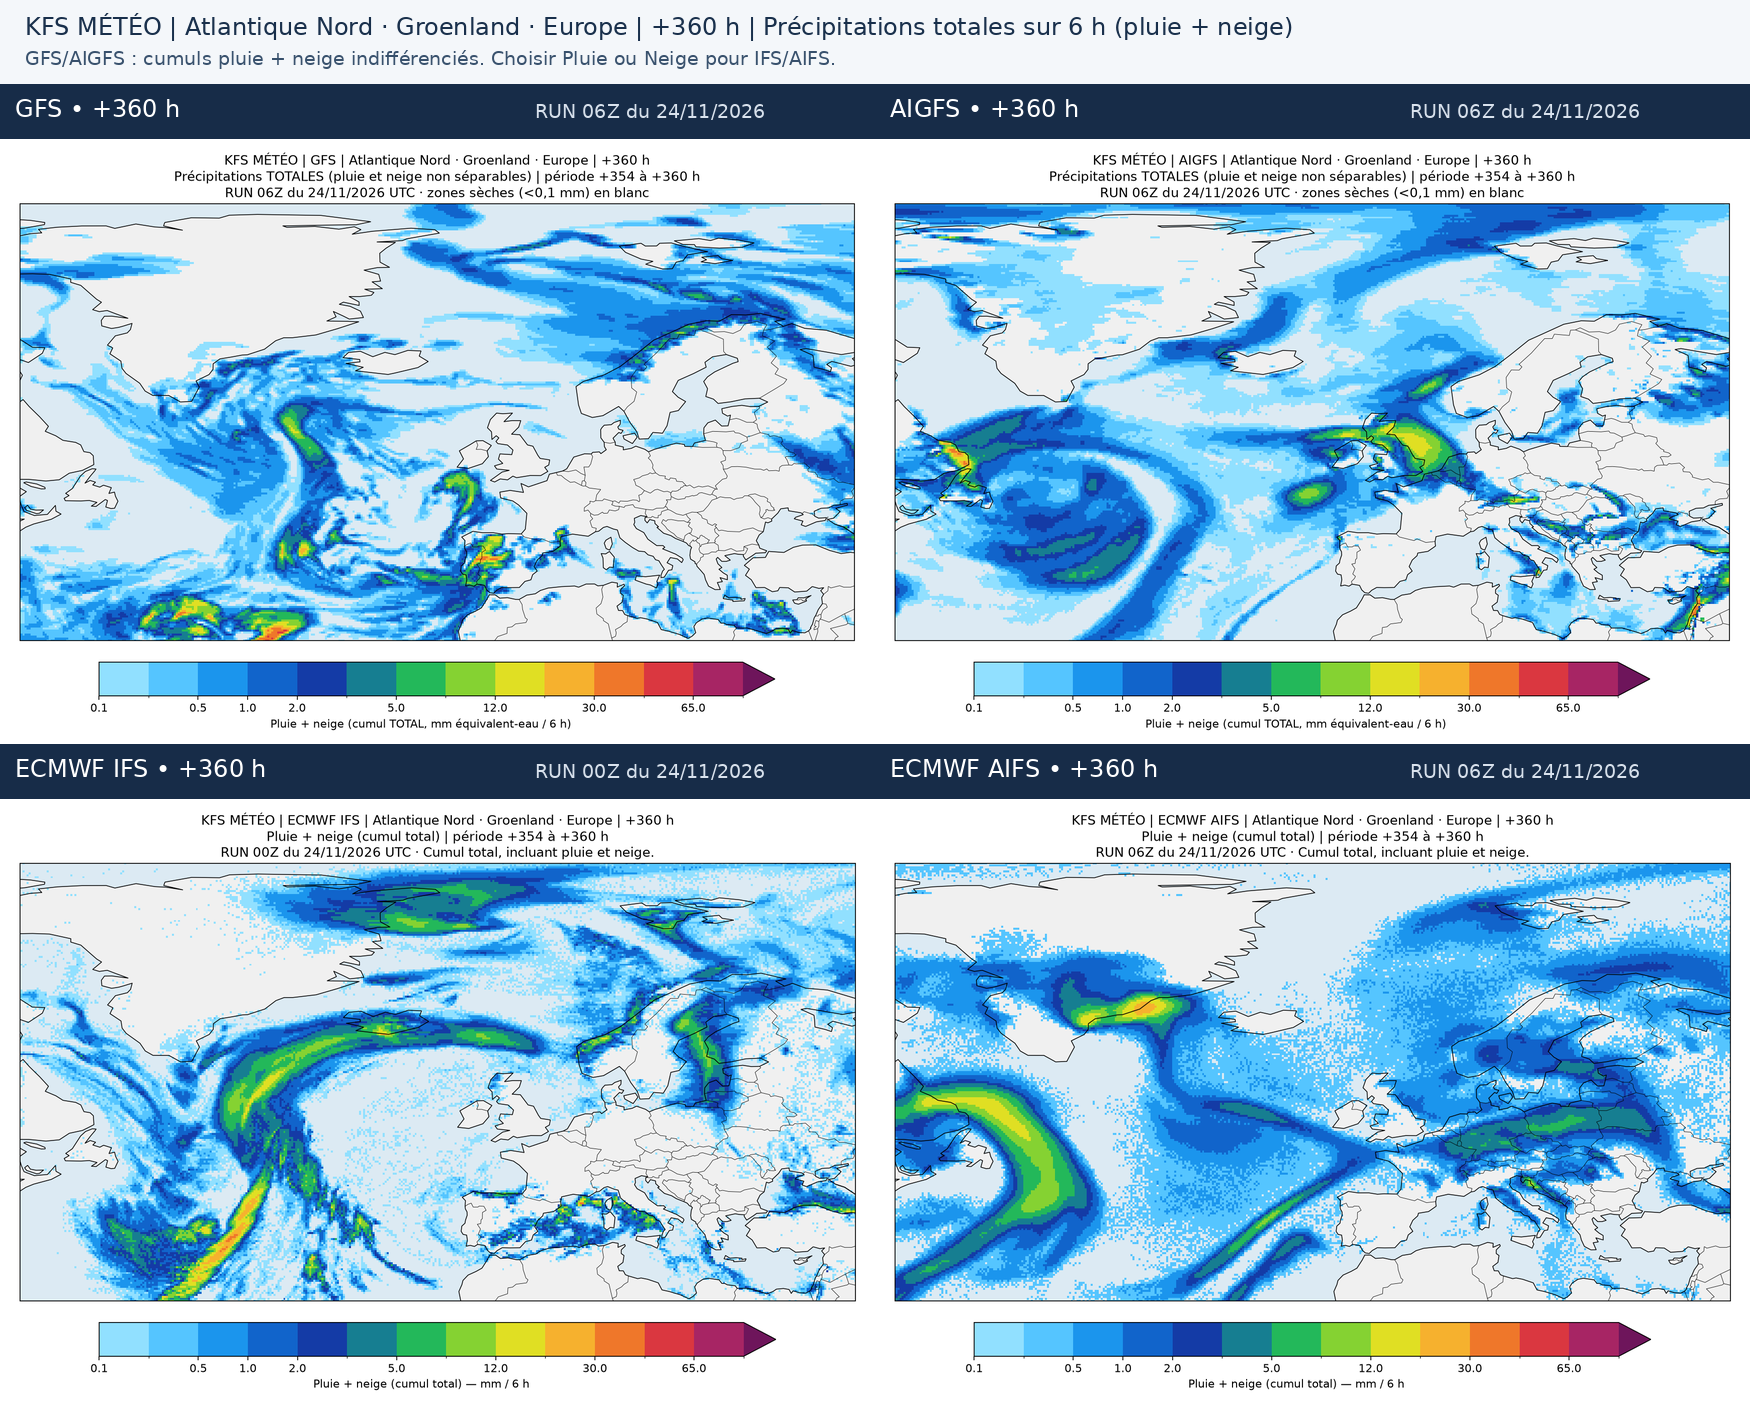 KFS MÉTÉO | Atlantique Nord · Groenland · Europe | +360 h | Précipitations totales sur 6 h (pluie + neige)
GFS/AIGFS : cumuls pluie + neige indifférenciés. Choisir Pluie ou Neige pour IFS/AIFS.
GFS • +360 h
RUN 06Z du 24/11/2026
KFS MÉTÉO | GFS | Atlantique Nord · Groenland · Europe | +360 h
Précipitations TOTALES (pluie et neige non séparables) | période +354 à +360 h
RUN 06Z du 24/11/2026 UTC · zones sèches (<0,1 mm) en blanc
0.1 0.5 1.0 2.0 5.0 12.0 30.0 65.0
Pluie + neige (cumul TOTAL, mm équivalent-eau / 6 h)
AIGFS • +360 h
RUN 06Z du 24/11/2026
KFS MÉTÉO | AIGFS | Atlantique Nord · Groenland · Europe | +360 h
Précipitations TOTALES (pluie et neige non séparables) | période +354 à +360 h
RUN 06Z du 24/11/2026 UTC · zones sèches (<0,1 mm) en blanc
0.1 0.5 1.0 2.0 5.0 12.0 30.0 65.0
Pluie + neige (cumul TOTAL, mm équivalent-eau / 6 h)
ECMWF IFS • +360 h
RUN 00Z du 24/11/2026
KFS MÉTÉO | ECMWF IFS | Atlantique Nord · Groenland · Europe | +360 h
Pluie + neige (cumul total) | période +354 à +360 h
RUN 00Z du 24/11/2026 UTC · Cumul total, incluant pluie et neige.
0.1 0.5 1.0 2.0 5.0 12.0 30.0 65.0
Pluie + neige (cumul total) — mm / 6 h
ECMWF AIFS • +360 h
RUN 06Z du 24/11/2026
KFS MÉTÉO | ECMWF AIFS | Atlantique Nord · Groenland · Europe | +360 h
Pluie + neige (cumul total) | période +354 à +360 h
RUN 06Z du 24/11/2026 UTC · Cumul total, incluant pluie et neige.
0.1 0.5 1.0 2.0 5.0 12.0 30.0 65.0
Pluie + neige (cumul total) — mm / 6 h